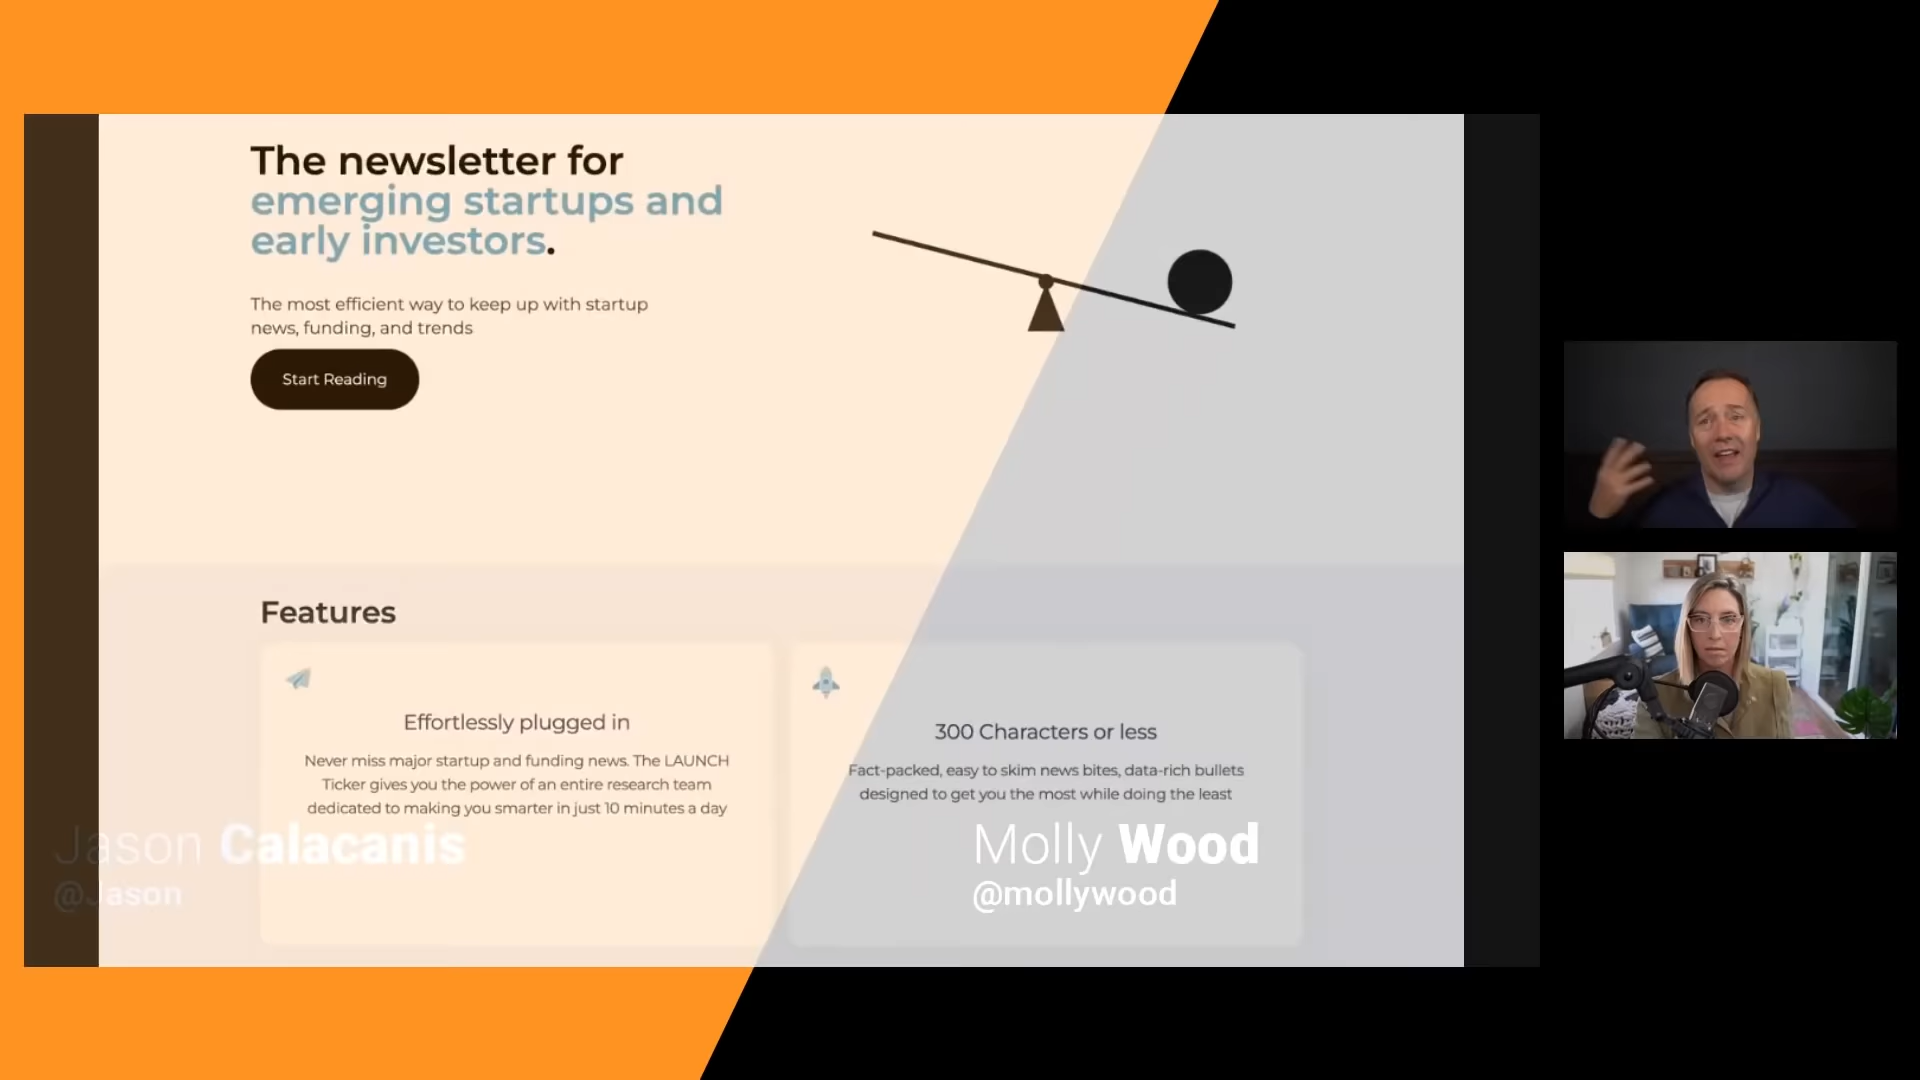 The newsletter for
emerging startups and
early investors.
The most efficient way to keep up with startup
news, funding, and trends
Start Reading
Features
Effortlessly plugged in
Never miss major startup and funding news. The LAUNCH
Ticker gives you the power of an entire research team
dedicated to making you smarter in just 10 minutes a day
300 Characters or less
Fact-packed, easy to skim news bites, data-rich bullets
designed to get you the most while doing the least
Jason Calacanis
@Jason
Molly Wood
@mollywood